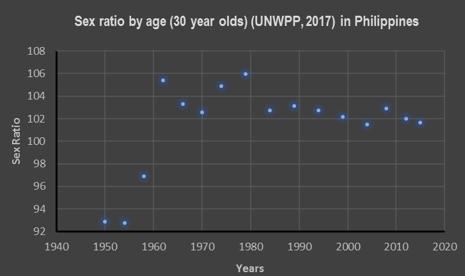 Sex ratio by age (30 year olds) (UNWPP, 2017) in Philippines
108
106
104
102
100
98
96
94
92
Sex Ratio
1940 1950 1960 1970 1980 1990 2000 2010 2020
Years